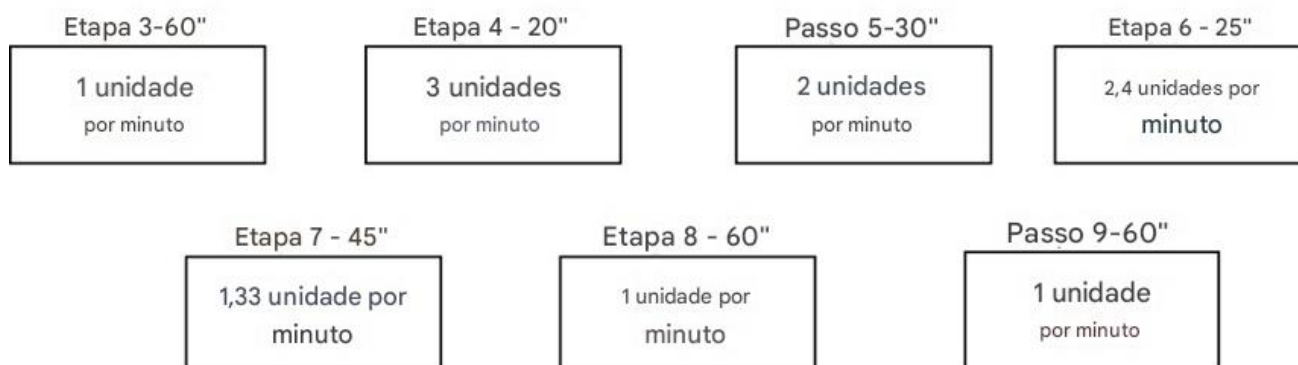 Etapa 3-60"
1 unidade
por minuto
Etapa 4 - 20"
3 unidades
por minuto
Passo 5-30"
2 unidades
por minuto
Etapa 6 - 25"
2,4 unidades por
minuto
Etapa 7 - 45"
1,33 unidade por
minuto
Etapa 8 - 60"
1 unidade por
minuto
Passo 9-60"
1 unidade
por minuto